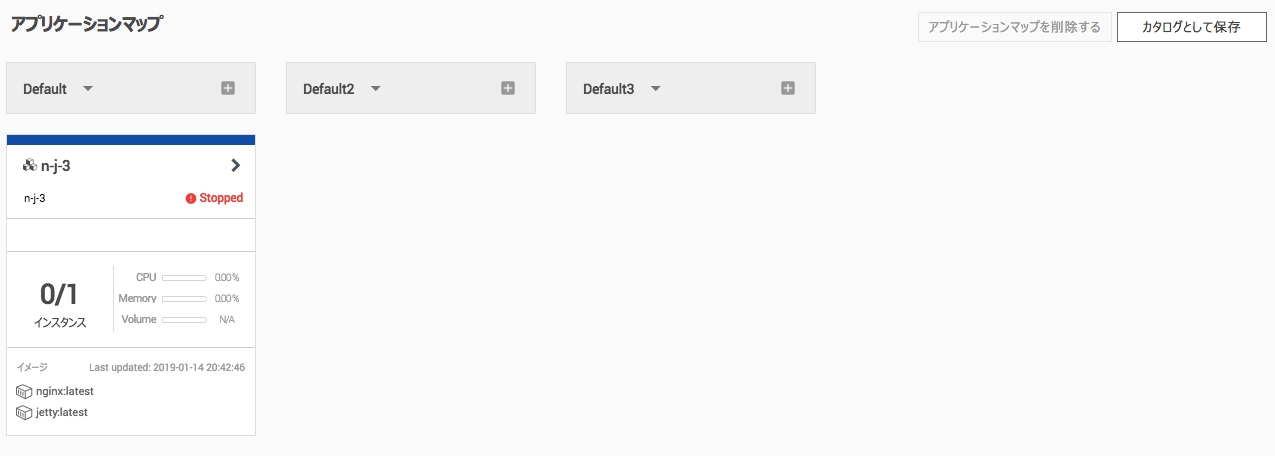 アプリケーションマップ
アプリケーションマップを削除する
カタログとして保存
Default
Default2
Default3
n-j-3
n-j-3 Stopped
0/1
インスタンス
CPU 0.00%
Memory 0.00%
Volume N/A
イメージ Last updated: 2019-01-14 20:42:46
nginx:latest
jetty:latest